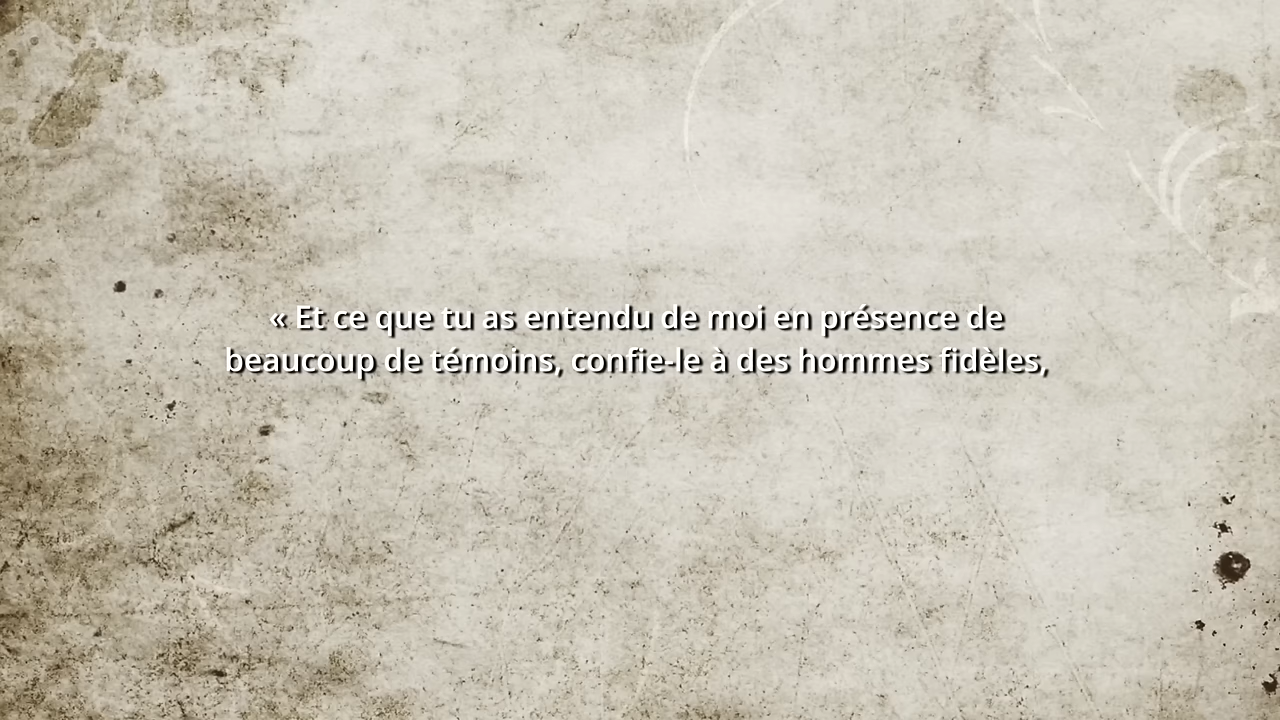 « Et ce que tu as entendu de moi en présence de
beaucoup de témoins, confie-le à des hommes fidèles,